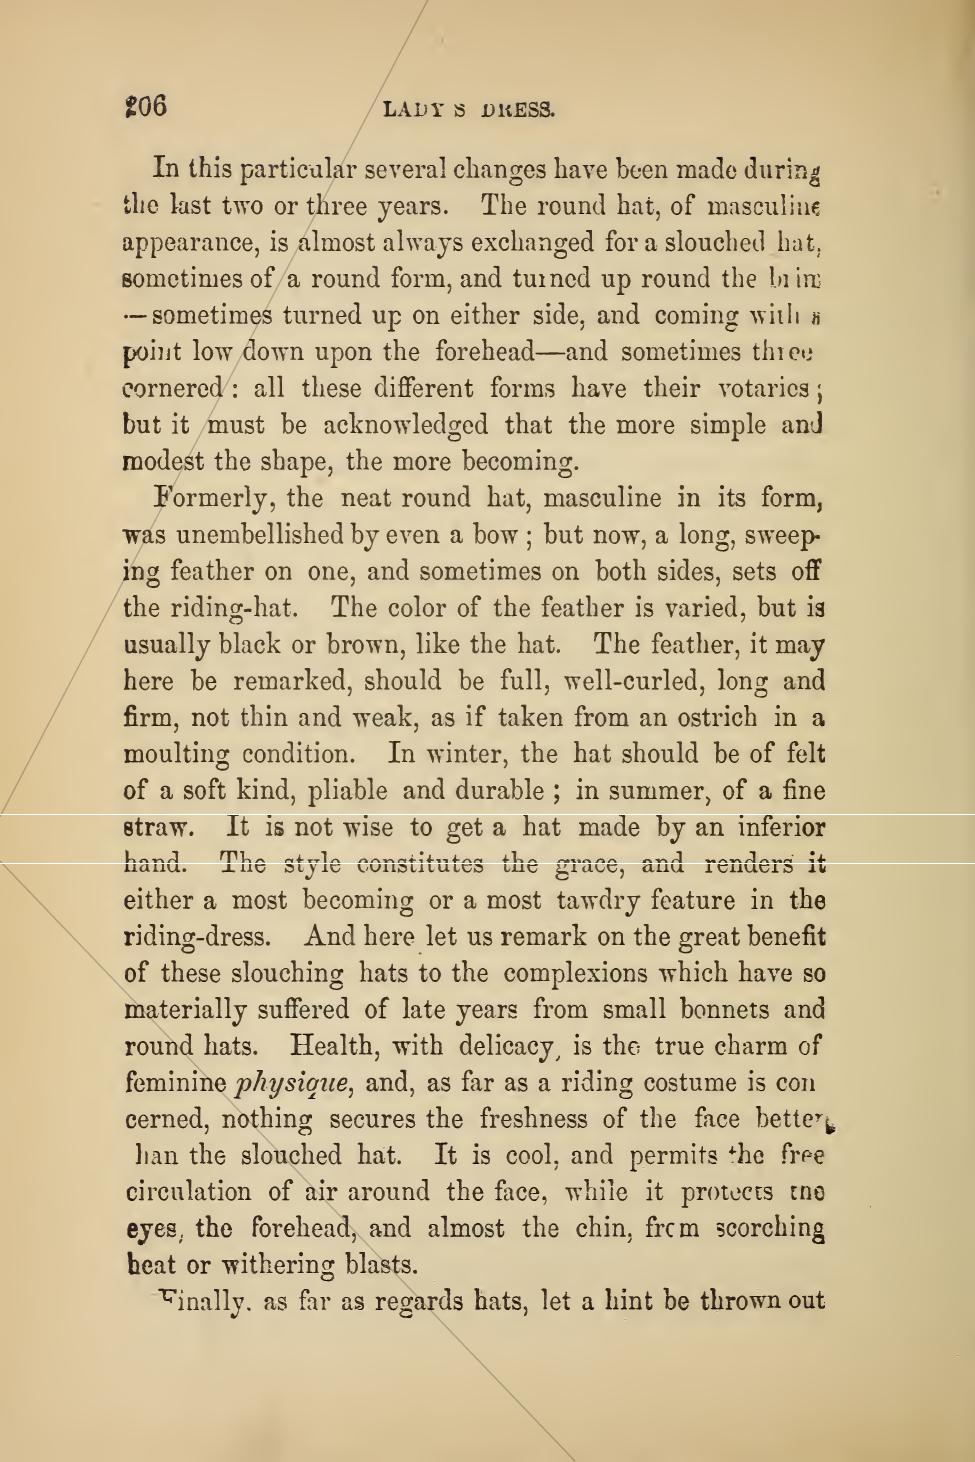 206 LADY'S DRESS.
In this particular several changes have been made during
the last two or three years. The round hat, of masculine
appearance, is almost always exchanged for a slouched hat,
sometimes of a round form, and turned up round the brim
—sometimes turned up on either side, and coming with a
point low down upon the forehead—and sometimes three
cornered: all these different forms have their votaries;
but it must be acknowledged that the more simple and
modest the shape, the more becoming.
Formerly, the neat round hat, masculine in its form,
was unembellished by even a bow; but now, a long, sweep-
ing feather on one, and sometimes on both sides, sets off
the riding-hat. The color of the feather is varied, but is
usually black or brown, like the hat. The feather, it may
here be remarked, should be full, well-curled, long and
firm, not thin and weak, as if taken from an ostrich in a
moulting condition. In winter, the hat should be of felt
of a soft kind, pliable and durable; in summer, of a fine
straw. It is not wise to get a hat made by an inferior
hand. The style constitutes the grace, and renders it
either a most becoming or a most tawdry feature in the
riding-dress. And here let us remark on the great benefit
of these slouching hats to the complexions which have so
materially suffered of late years from small bonnets and
round hats. Health, with delicacy, is the true charm of
feminine physique, and, as far as a riding costume is con
cerned, nothing secures the freshness of the face better
han the slouched hat. It is cool, and permits the free
circulation of air around the face, while it protects the
eyes, the forehead, and almost the chin, from scorching
heat or withering blasts.
Finally, as far as regards hats, let a hint be thrown out